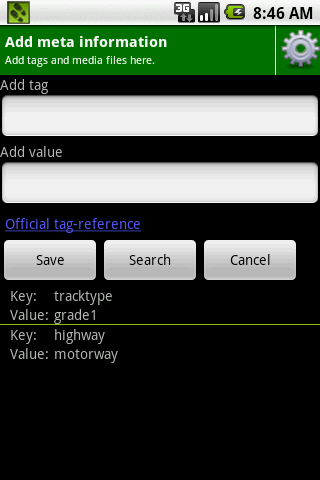 3G
8:46 AM
Add meta information
Add tags and media files here.
Add tag
Add value
Official tag-reference
Save Search Cancel
Key: tracktype
Value: grade1
Key: highway
Value: motorway